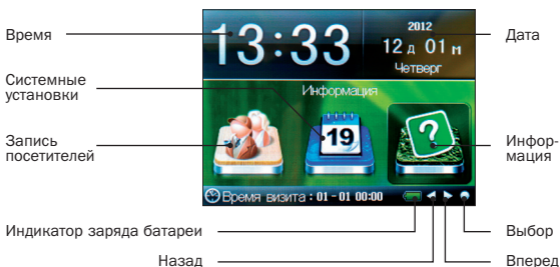 Время
13:33
2012
12 д 01 м
Четверг
Дата
Системные
установки
Информация
19
?
Запись
посетителей
Инфор-
мация
Время визита : 01 - 01 00:00
Индикатор заряда батареи
Выбор
Назад
Вперед